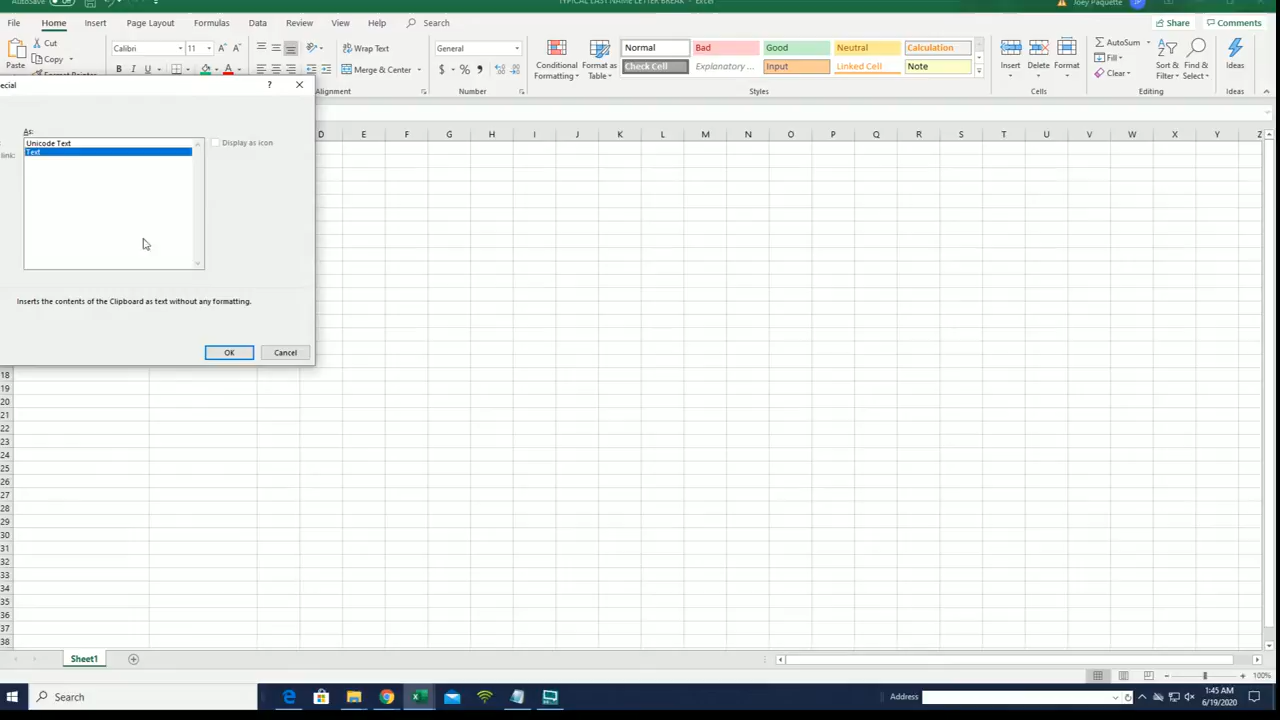 AutoSave Off TYPICAL LAST NAME LETTER BREAK - Excel Joey Paquette JP
File Home Insert Page Layout Formulas Data Review View Help Search Share Comments
Cut Calibri 11 A A Wrap Text General Normal Bad Good Neutral Calculation AutoSum
Copy Conditional Format as Check Cell Explanatory ... Input Linked Cell Note Insert Delete Format Fill Sort & Find & Ideas
Paste Format Painter B I U A Merge & Center $ % , Formatting Table Clear Filter Select
Alignment Number Styles Cells Editing Ideas
ecial ? ×
As:
Unicode Text
Text
link:
Display as icon
Inserts the contents of the Clipboard as text without any formatting.
OK Cancel
D E F G H I J K L M N O P Q R S T U V W X Y Z
18
19
20
21
22
23
24
25
26
27
28
29
30
31
32
33
34
35
36
37
38
Sheet1
100%
Search Address 1:45 AM
6/19/2020